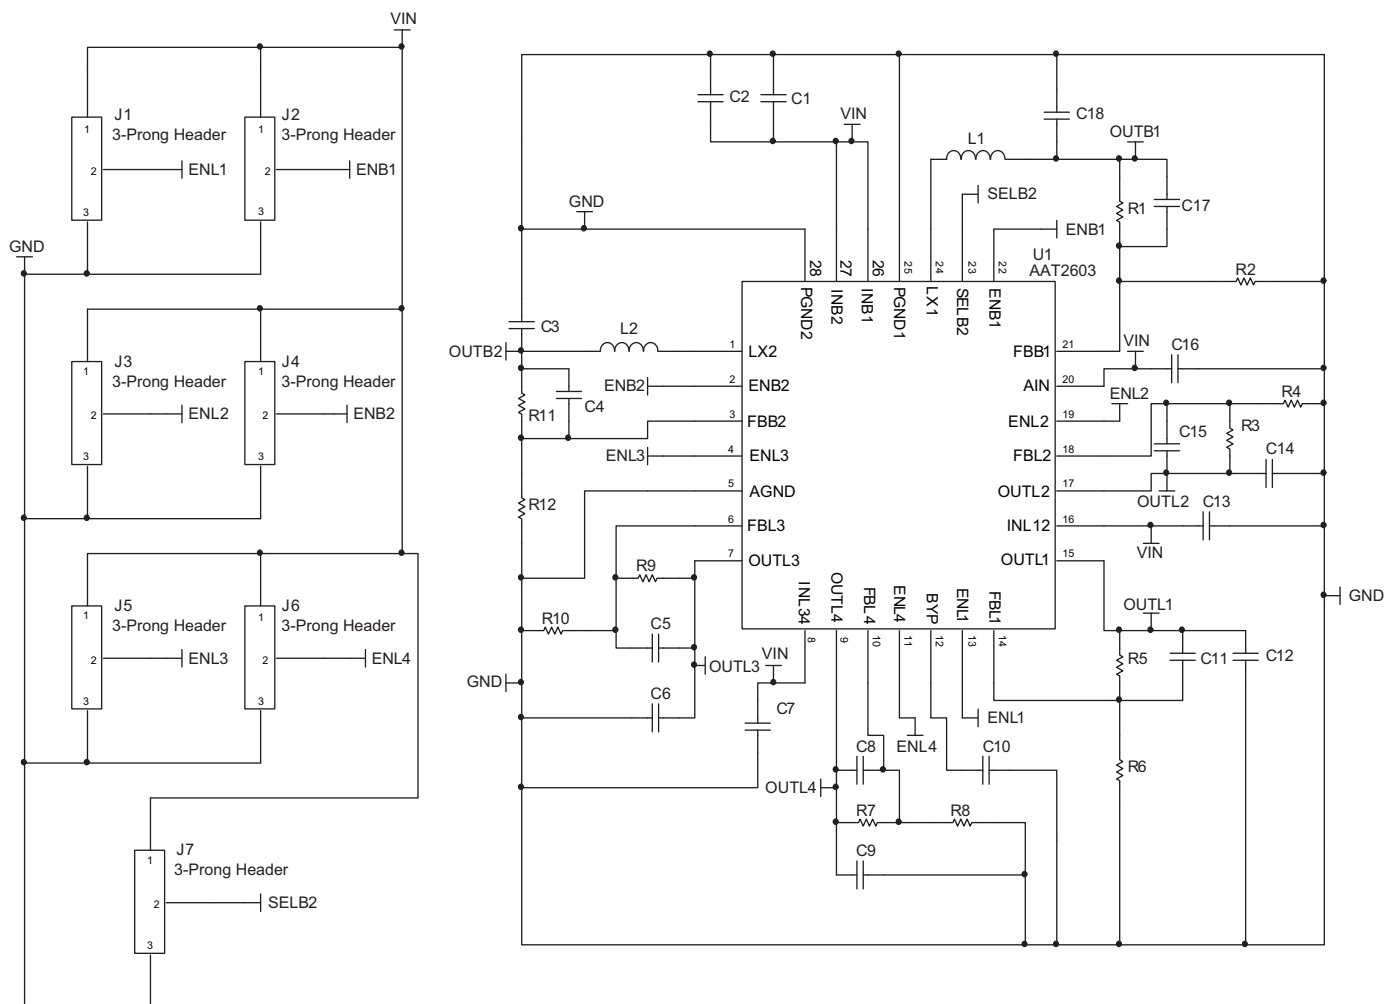 VIN
J1
3-Prong Header
1
2
3
ENL1
J2
3-Prong Header
1
2
3
ENB1
GND
J3
3-Prong Header
1
2
3
ENL2
J4
3-Prong Header
1
2
3
ENB2
J5
3-Prong Header
1
2
3
ENL3
J6
3-Prong Header
1
2
3
ENL4
J7
3-Prong Header
1
2
3
SELB2
C2
C1
VIN
C18
L1
OUTB1
SELB2
R1
C17
GND
ENB1
U1
AAT2603
R2
28
27
26
25
24
23
22
PGND2
INB2
INB1
PGND1
LX1
SELB2
ENB1
C3
L2
OUTB2
1
LX2
ENB2
2
ENB2
R11
C4
3
FBB2
ENL3
4
ENL3
R12
5
AGND
6
FBL3
7
OUTL3
FBB1
21
VIN
C16
AIN
20
ENL2
ENL2
19
R4
C15
R3
FBL2
18
C14
OUTL2
17
OUTL2
C13
INL12
16
VIN
OUTL1
15
R9
INL34
OUTL4
FBL4
ENL4
BYP
ENL1
FBL1
8
9
10
11
12
13
14
R10
C5
OUTL3
GND
C6
VIN
C7
OUTL1
R5
C11
C12
GND
ENL1
ENL4
C8
C10
R6
OUTL4
R7
R8
C9